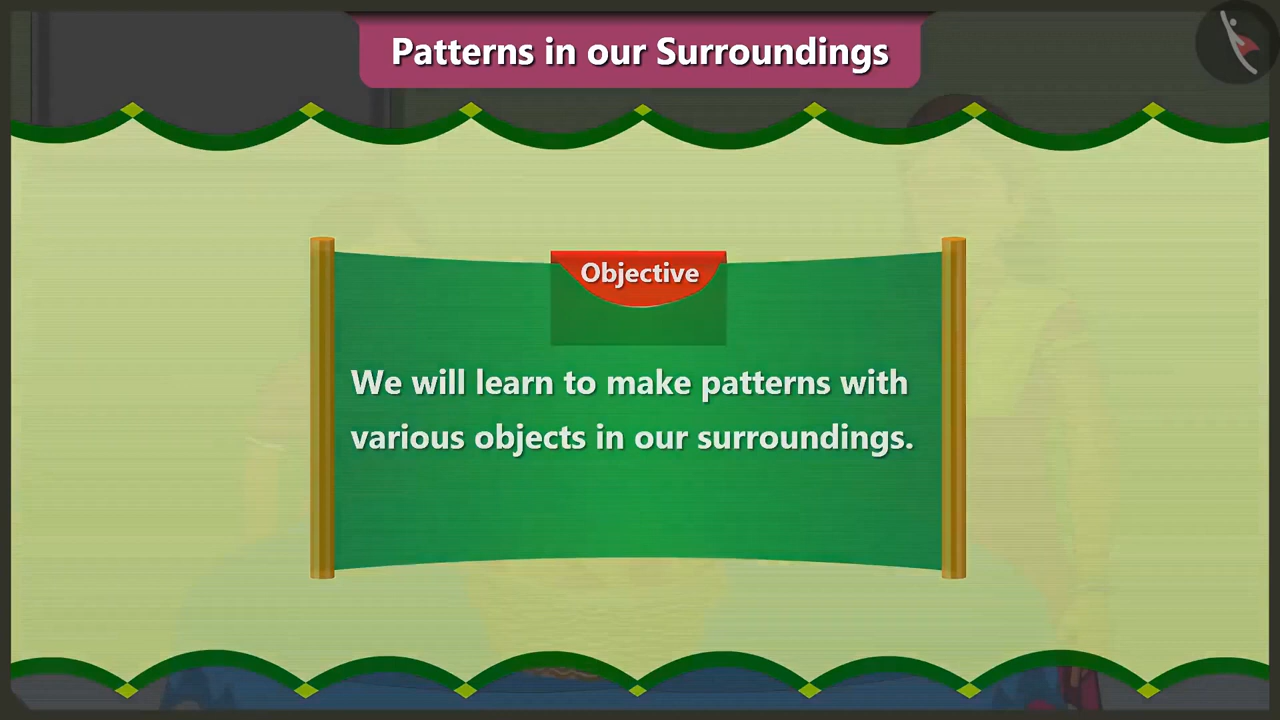 Patterns in our Surroundings
Objective
We will learn to make patterns with
various objects in our surroundings.